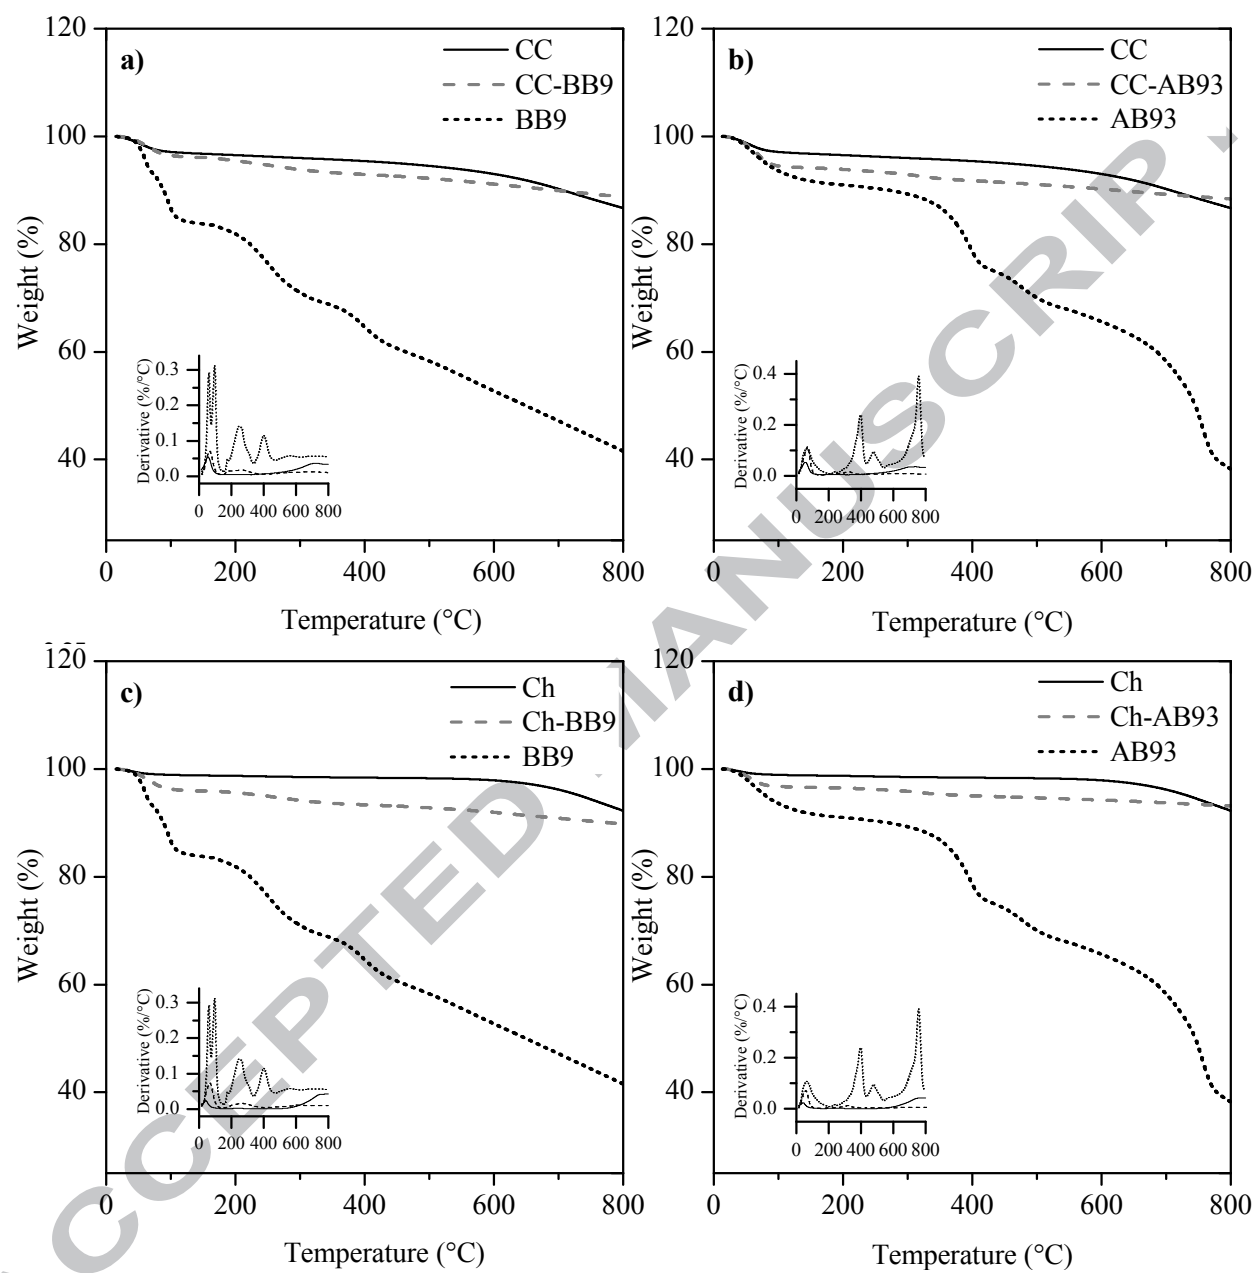 120
a)
CC
CC-BB9
BB9
100
80
60
40
Weight (%)
Derivative (%/°C)
0.3
0.2
0.1
0.0
0 200 400 600 800
0 200 400 600 800
Temperature (°C)
120
b)
CC
CC-AB93
AB93
100
80
60
40
Weight (%)
Derivative (%/°C)
0.4
0.2
0.0
0 200 400 600 800
0 200 400 600 800
Temperature (°C)
120
c)
Ch
Ch-BB9
BB9
100
80
60
40
Weight (%)
Derivative (%/°C)
0.3
0.2
0.1
0.0
0 200 400 600 800
0 200 400 600 800
Temperature (°C)
120
d)
Ch
Ch-AB93
AB93
100
80
60
40
Weight (%)
Derivative (%/°C)
0.4
0.2
0.0
0 200 400 600 800
0 200 400 600 800
Temperature (°C)
CCEPTED MANUSCRIP